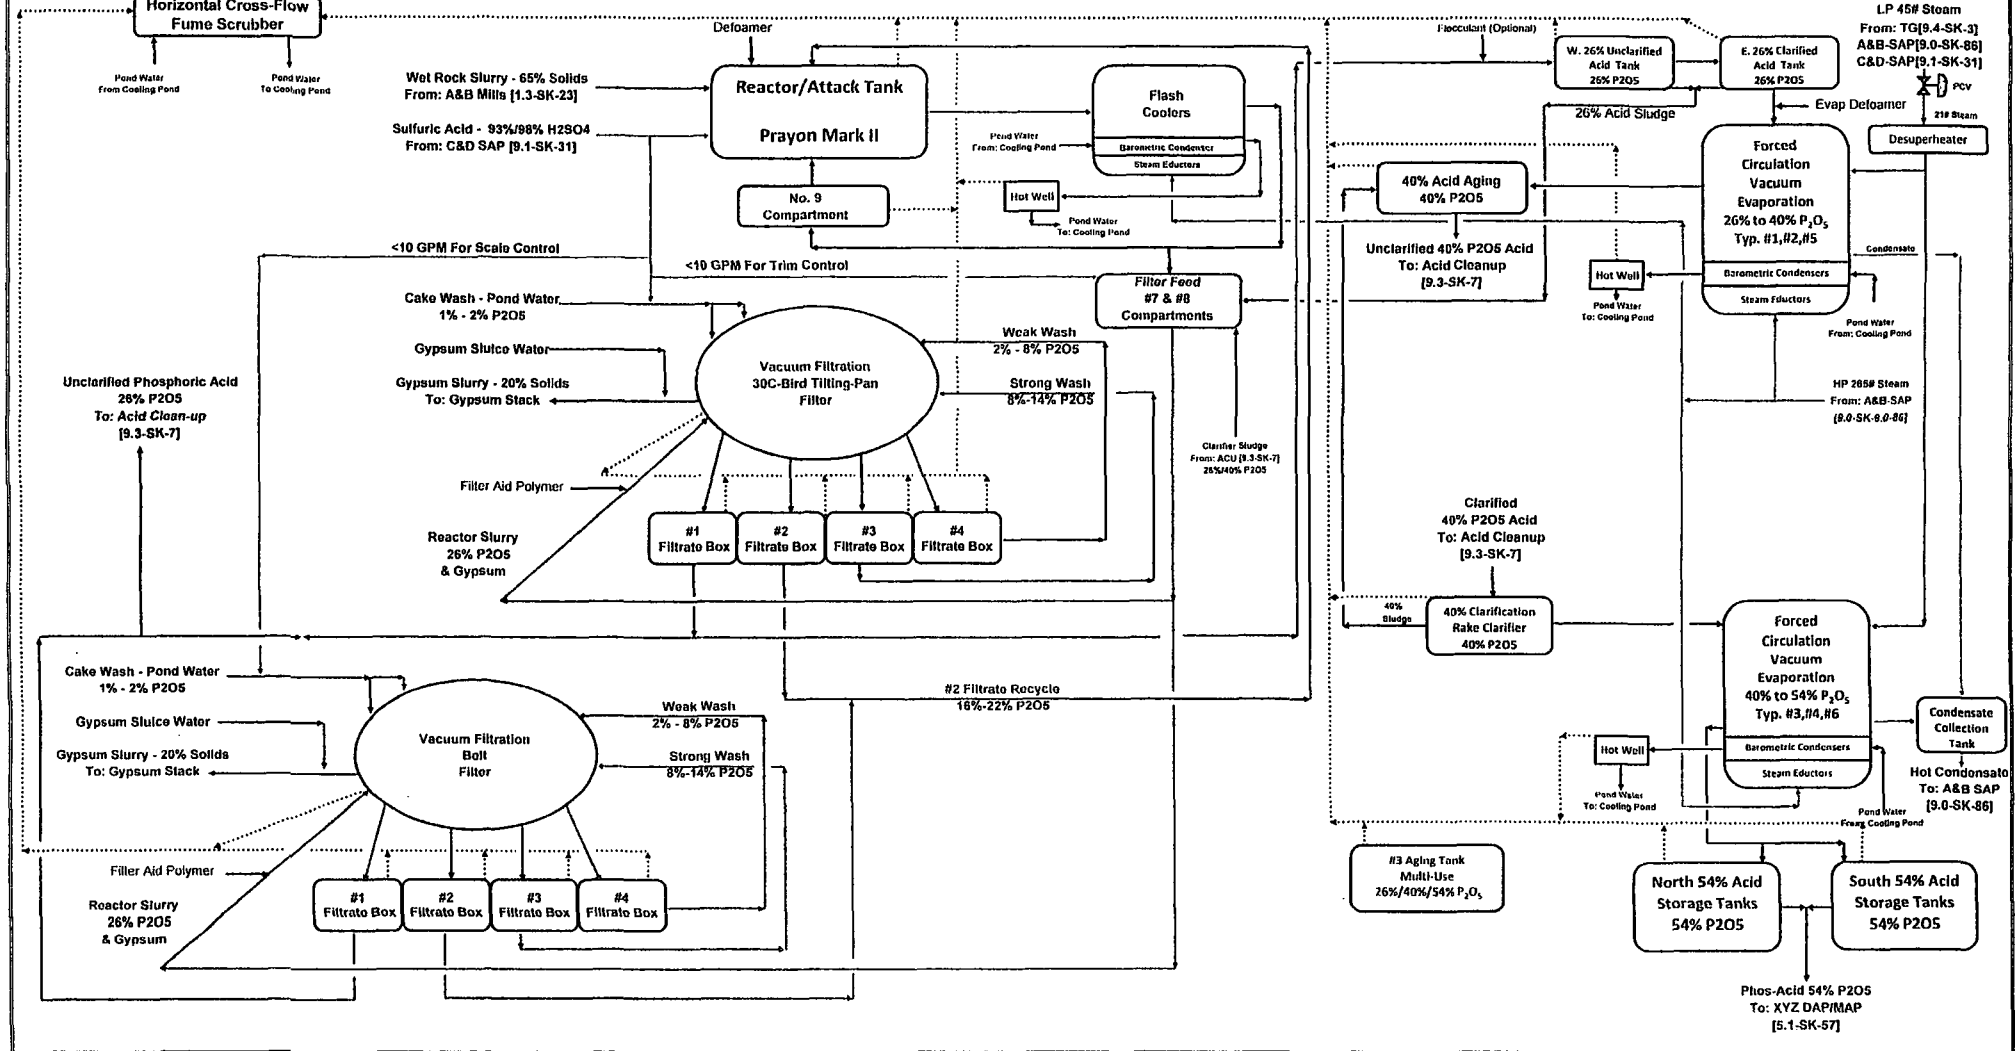 Horizontal Cross-Flow
Fume Scrubber
Pond Water
From Cooling Pond
Pond Water
To Cooling Pond
Defoamer
Wet Rock Slurry - 65% Solids
From: A&B Mills [1.3-SK-23]
Sulfuric Acid - 93%/98% H2SO4
From: C&D SAP [9.1-SK-31]
Reactor/Attack Tank
Prayon Mark II
No. 9
Compartment
Flash
Coolers
Barometric Condenser
Steam Eductors
Pond Water
From: Cooling Pond
Hot Well
Pond Water
To: Cooling Pond
Flocculant (Optional)
W. 26% Unclarified
Acid Tank
26% P2O5
E. 26% Clarified
Acid Tank
26% P2O5
LP 45# Steam
From: TG[9.4-SK-3]
A&B-SAP[9.0-SK-86]
C&D-SAP[9.1-SK-31]
PCV
21# Steam
Desuperheater
Evap Defoamer
26% Acid Sludge
40% Acid Aging
40% P2O5
Unclarified 40% P2O5 Acid
To: Acid Cleanup
[9.3-SK-7]
Forced
Circulation
Vacuum
Evaporation
26% to 40% P₂O₅
Typ. #1,#2,#5
Barometric Condensers
Steam Eductors
Condensate
Hot Well
Pond Water
To: Cooling Pond
Pond Water
From: Cooling Pond
HP 265# Steam
From: A&B-SAP
[9.0-SK-9.0-86]
<10 GPM For Scale Control
<10 GPM For Trim Control
Filter Feed
#7 & #8
Compartments
Clarifier Sludge
From: ACU [9.3-SK-7]
26%/40% P2O5
Cake Wash - Pond Water
1% - 2% P2O5
Gypsum Sluice Water
Gypsum Slurry - 20% Solids
To: Gypsum Stack
Vacuum Filtration
30C-Bird Tilting-Pan
Filter
Weak Wash
2% - 8% P2O5
Strong Wash
8%-14% P2O5
Filter Aid Polymer
Reactor Slurry
26% P2O5
& Gypsum
#1
Filtrate Box
#2
Filtrate Box
#3
Filtrate Box
#4
Filtrate Box
Unclarified Phosphoric Acid
26% P2O5
To: Acid Clean-up
[9.3-SK-7]
Clarified
40% P2O5 Acid
To: Acid Cleanup
[9.3-SK-7]
40%
Sludge
40% Clarification
Rake Clarifier
40% P2O5
Cake Wash - Pond Water
1% - 2% P2O5
Gypsum Sluice Water
Gypsum Slurry - 20% Solids
To: Gypsum Stack
Vacuum Filtration
Belt
Filter
Weak Wash
2% - 8% P2O5
Strong Wash
8%-14% P2O5
#2 Filtrate Recycle
16%-22% P2O5
Filter Aid Polymer
Reactor Slurry
26% P2O5
& Gypsum
#1
Filtrate Box
#2
Filtrate Box
#3
Filtrate Box
#4
Filtrate Box
Forced
Circulation
Vacuum
Evaporation
40% to 54% P₂O₅
Typ. #3,#4,#6
Barometric Condensers
Steam Eductors
Hot Well
Pond Water
To: Cooling Pond
Pond Water
From: Cooling Pond
Condensate
Collection
Tank
Hot Condensate
To: A&B SAP
[9.0-SK-86]
#3 Aging Tank
Multi-Use
26%/40%/54% P₂O₅
North 54% Acid
Storage Tanks
54% P2O5
South 54% Acid
Storage Tanks
54% P2O5
Phos-Acid 54% P2O5
To: XYZ DAP/MAP
[5.1-SK-57]